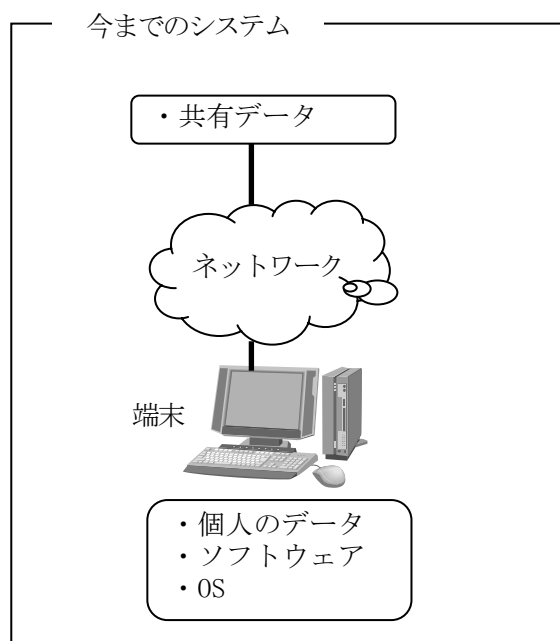 今までのシステム
・共有データ
ネットワーク
端末
・個人のデータ
・ソフトウェア
・OS